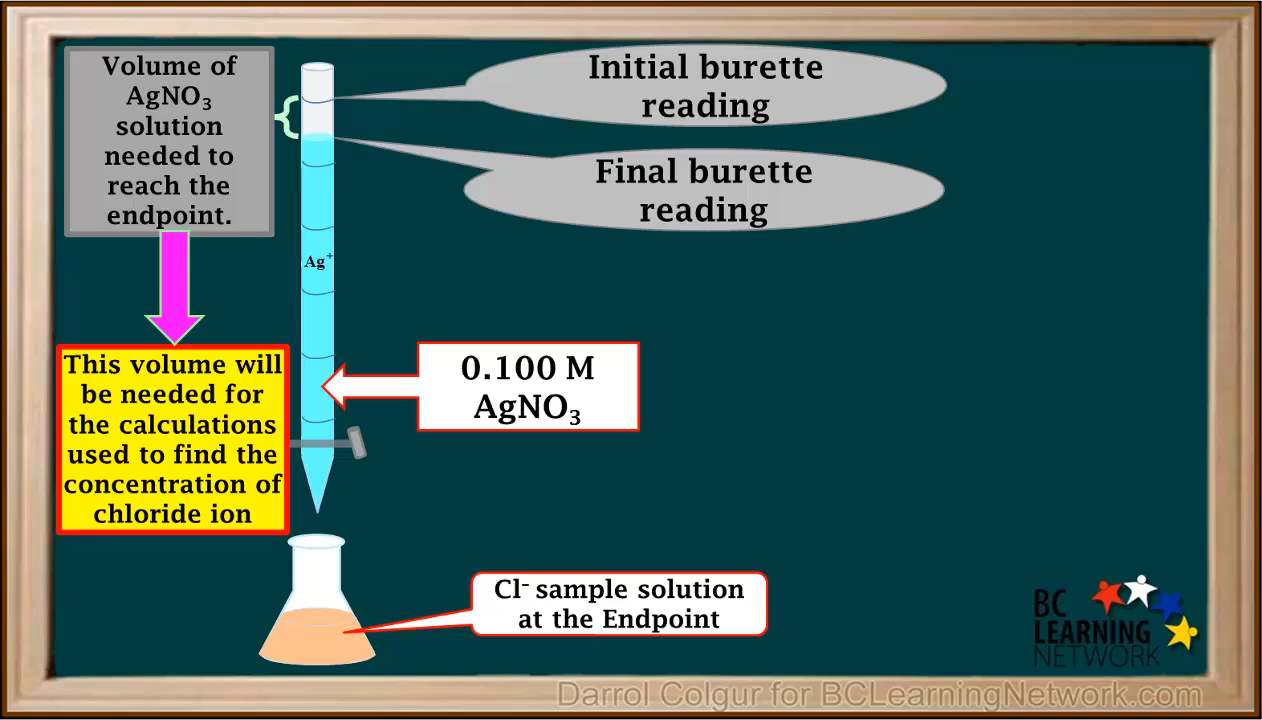 Volume of
AgNO₃
solution
needed to
reach the
endpoint.
Initial burette
reading
Final burette
reading
Ag⁺
This volume will
be needed for
the calculations
used to find the
concentration of
chloride ion
0.100 M
AgNO₃
Cl⁻ sample solution
at the Endpoint
BC
LEARNING
NETWORK
Darrol Colgur for BCLearningNetwork.com